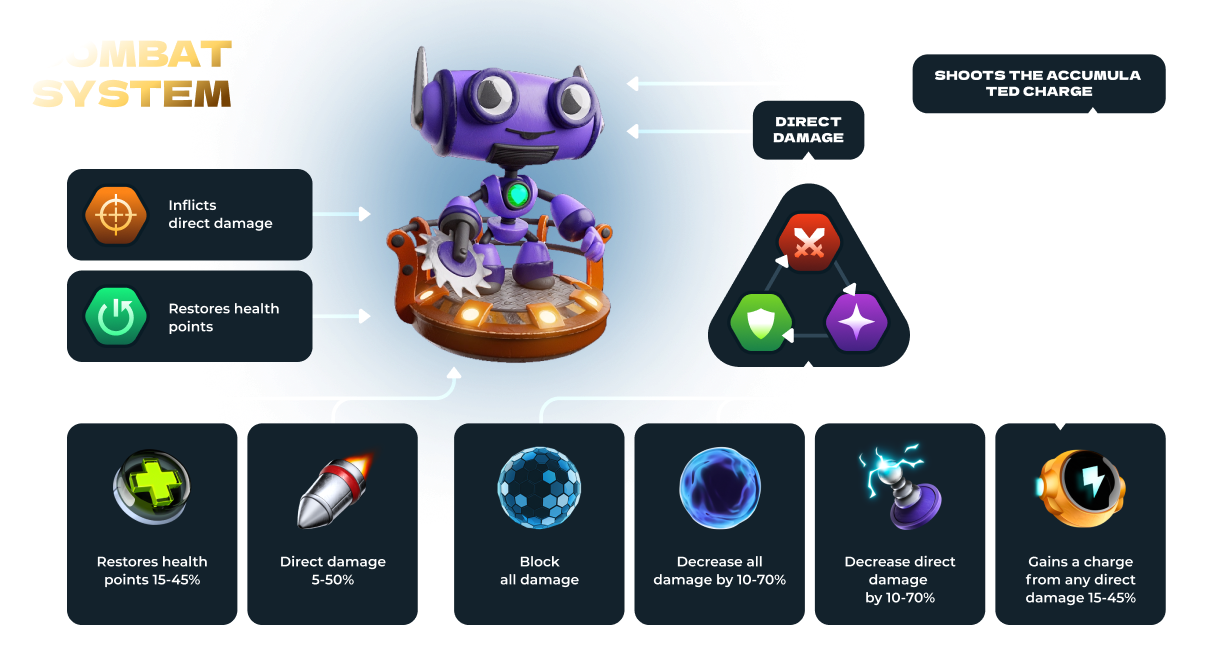 COMBAT
SYSTEM
SHOOTS THE ACCUMULA
TED CHARGE
DIRECT
DAMAGE
Inflicts
direct damage
Restores health
points
Restores health
points 15-45%
Direct damage
5-50%
Block
all damage
Decrease all
damage by 10-70%
Decrease direct
damage
by 10-70%
Gains a charge
from any direct
damage 15-45%